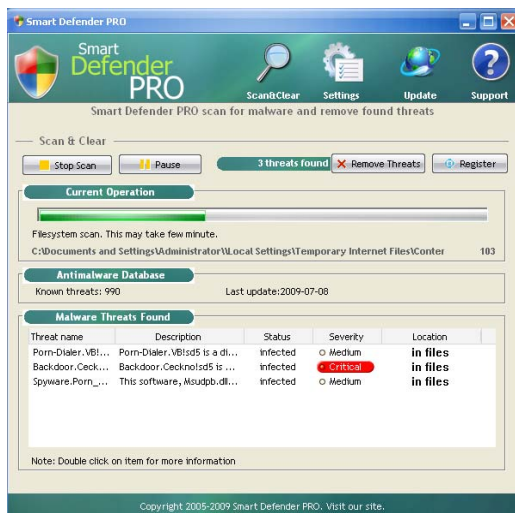 Smart Defender PRO
Smart
Defender
PRO
Scan&Clear Settings Update Support
Smart Defender PRO scan for malware and remove found threats
Scan & Clear
Stop Scan Pause 3 threats found Remove Threats Register
Current Operation
Filesystem scan. This may take few minute.
C:\Documents and Settings\Administrator\Local Settings\Temporary Internet Files\Conter 103
Antimalware Database
Known threats: 990 Last update:2009-07-08
Malware Threats Found
Threat name Description Status Severity Location
Porn-Dialer.VB!... Porn-Dialer.VB!sd5 is a di... infected Medium in files
Backdoor.Ceck... Backdoor.Ceckno!sd5 is ... infected Critical in files
Spyware.Porn_... This software, Msudpb.dll... infected Medium in files
Note: Double click on item for more information
Copyright 2005-2009 Smart Defender PRO. Visit our site.